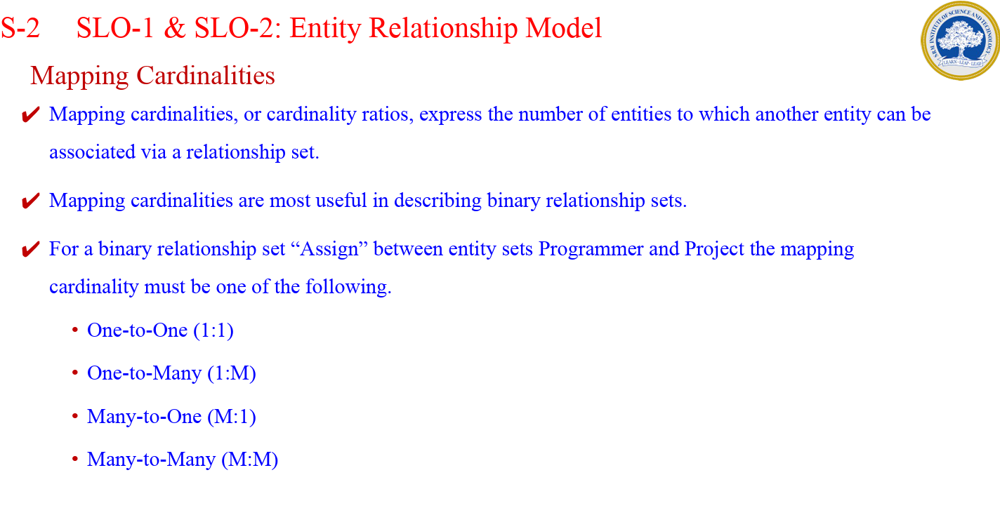 S-2 SLO-1 & SLO-2: Entity Relationship Model
SRM INSTITUTE OF SCIENCE AND TECHNOLOGY
LEARN · LEAP · LEAD
Mapping Cardinalities
✔ Mapping cardinalities, or cardinality ratios, express the number of entities to which another entity can be
associated via a relationship set.
✔ Mapping cardinalities are most useful in describing binary relationship sets.
✔ For a binary relationship set “Assign” between entity sets Programmer and Project the mapping
cardinality must be one of the following.
• One-to-One (1:1)
• One-to-Many (1:M)
• Many-to-One (M:1)
• Many-to-Many (M:M)